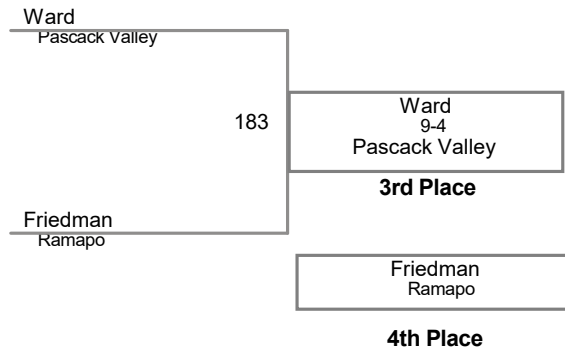 Ward
Pascack Valley
183
Ward
9-4
Pascack Valley
3rd Place
Friedman
Ramapo
Friedman
Ramapo
4th Place